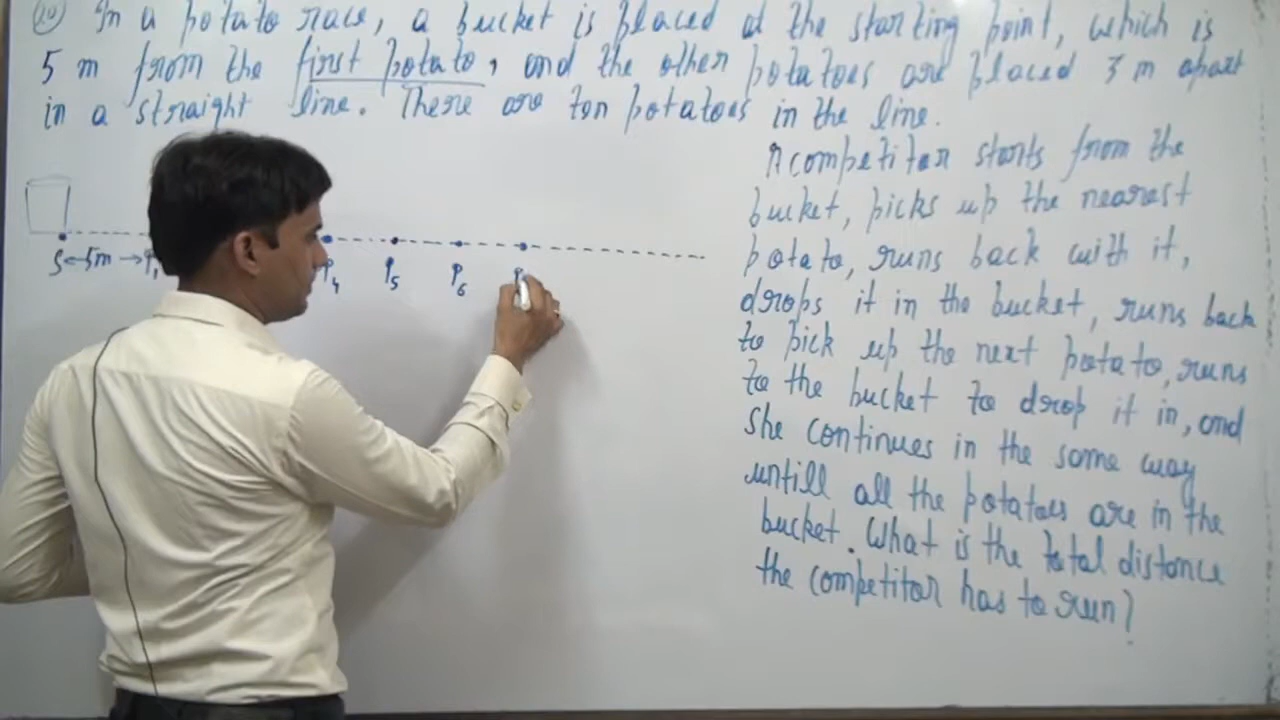 (20) In a potato race, a bucket is placed at the starting point, which is
5 m from the first potato, and the other potatoes are placed 3 m apart
in a straight line. There are ten potatoes in the line.
A competitor starts from the
bucket, picks up the nearest
potato, runs back with it,
drops it in the bucket, runs back
to pick up the next potato, runs
to the bucket to drop it in, and
she continues in the same way
untill all the potatoes are in the
bucket. What is the total distance
the competitor has to run?
S ←5m→ P1 P4 P5 P6 P